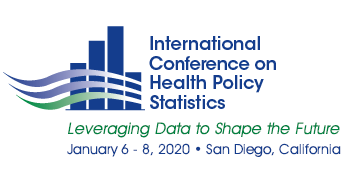 International
Conference on
Health Policy
Statistics
Leveraging Data to Shape the Future
January 6 - 8, 2020 • San Diego, California